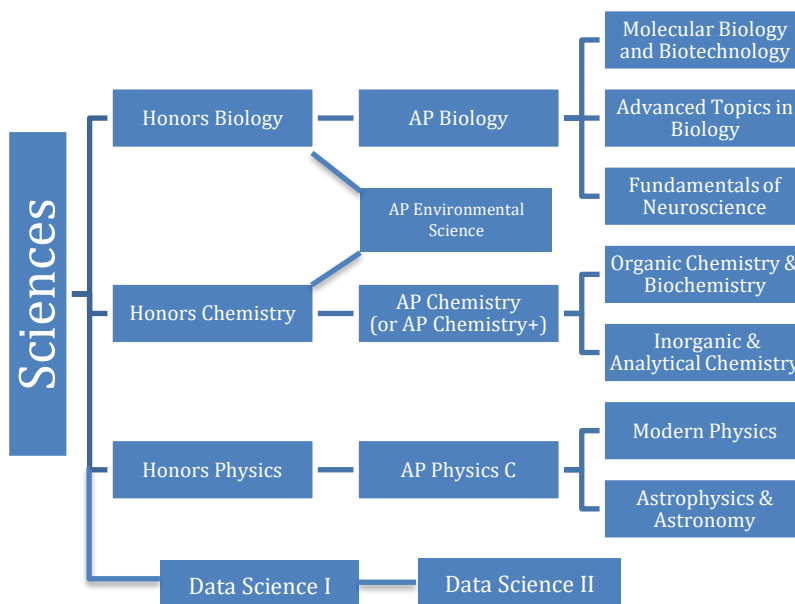 Sciences
Honors Biology
AP Biology
Molecular Biology
and Biotechnology
Advanced Topics in
Biology
Fundamentals of
Neuroscience
AP Environmental
Science
Honors Chemistry
AP Chemistry
(or AP Chemistry+)
Organic Chemistry &
Biochemistry
Inorganic &
Analytical Chemistry
Honors Physics
AP Physics C
Modern Physics
Astrophysics &
Astronomy
Data Science I
Data Science II